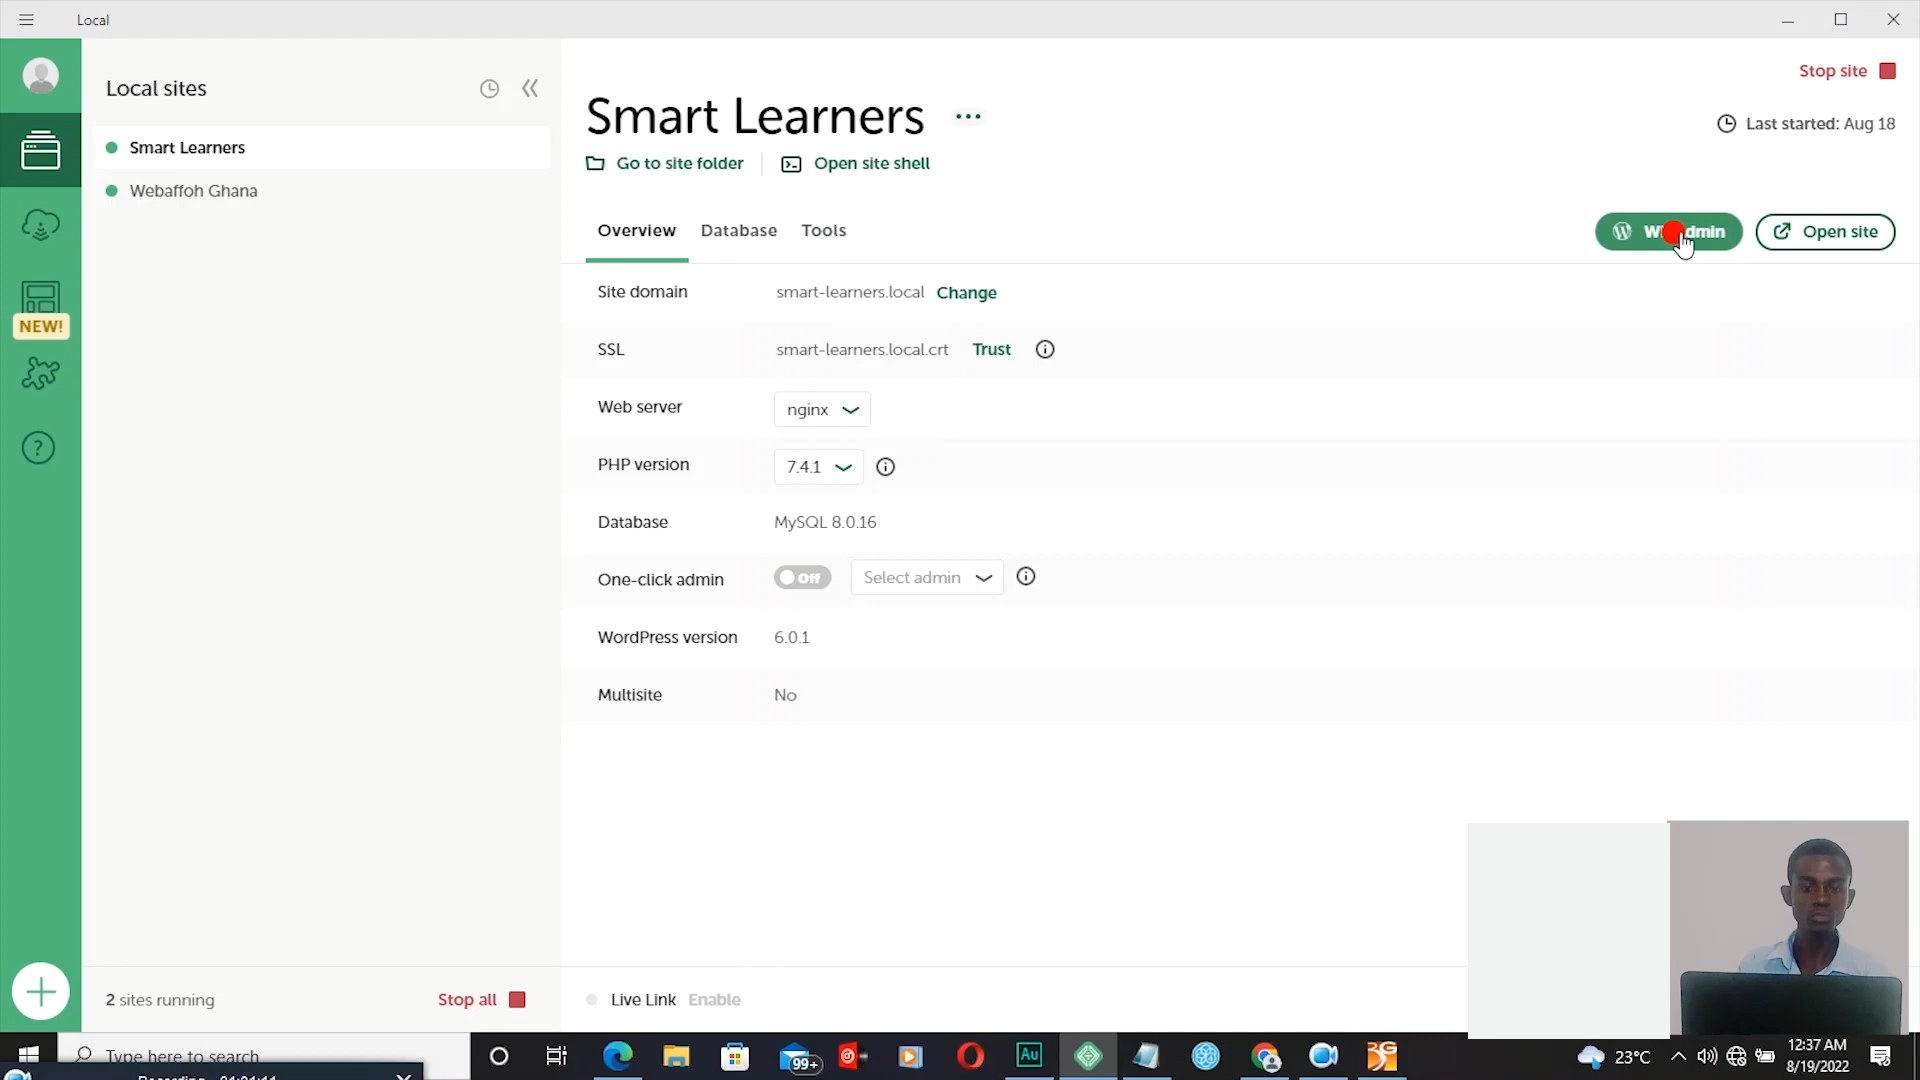 Local
Local sites
Smart Learners
Webaffoh Ghana
NEW!
2 sites running
Stop all
Stop site
Smart Learners
Last started: Aug 18
Go to site folder
Open site shell
Overview
Database
Tools
Open site
Site domain
smart-learners.local
Change
SSL
smart-learners.local.crt
Trust
Web server
nginx
PHP version
7.4.1
Database
MySQL 8.0.16
One-click admin
Off
Select admin
WordPress version
6.0.1
Multisite
No
Live Link
Enable
Type here to search
99+
Au
23°C
12:37 AM
8/19/2022